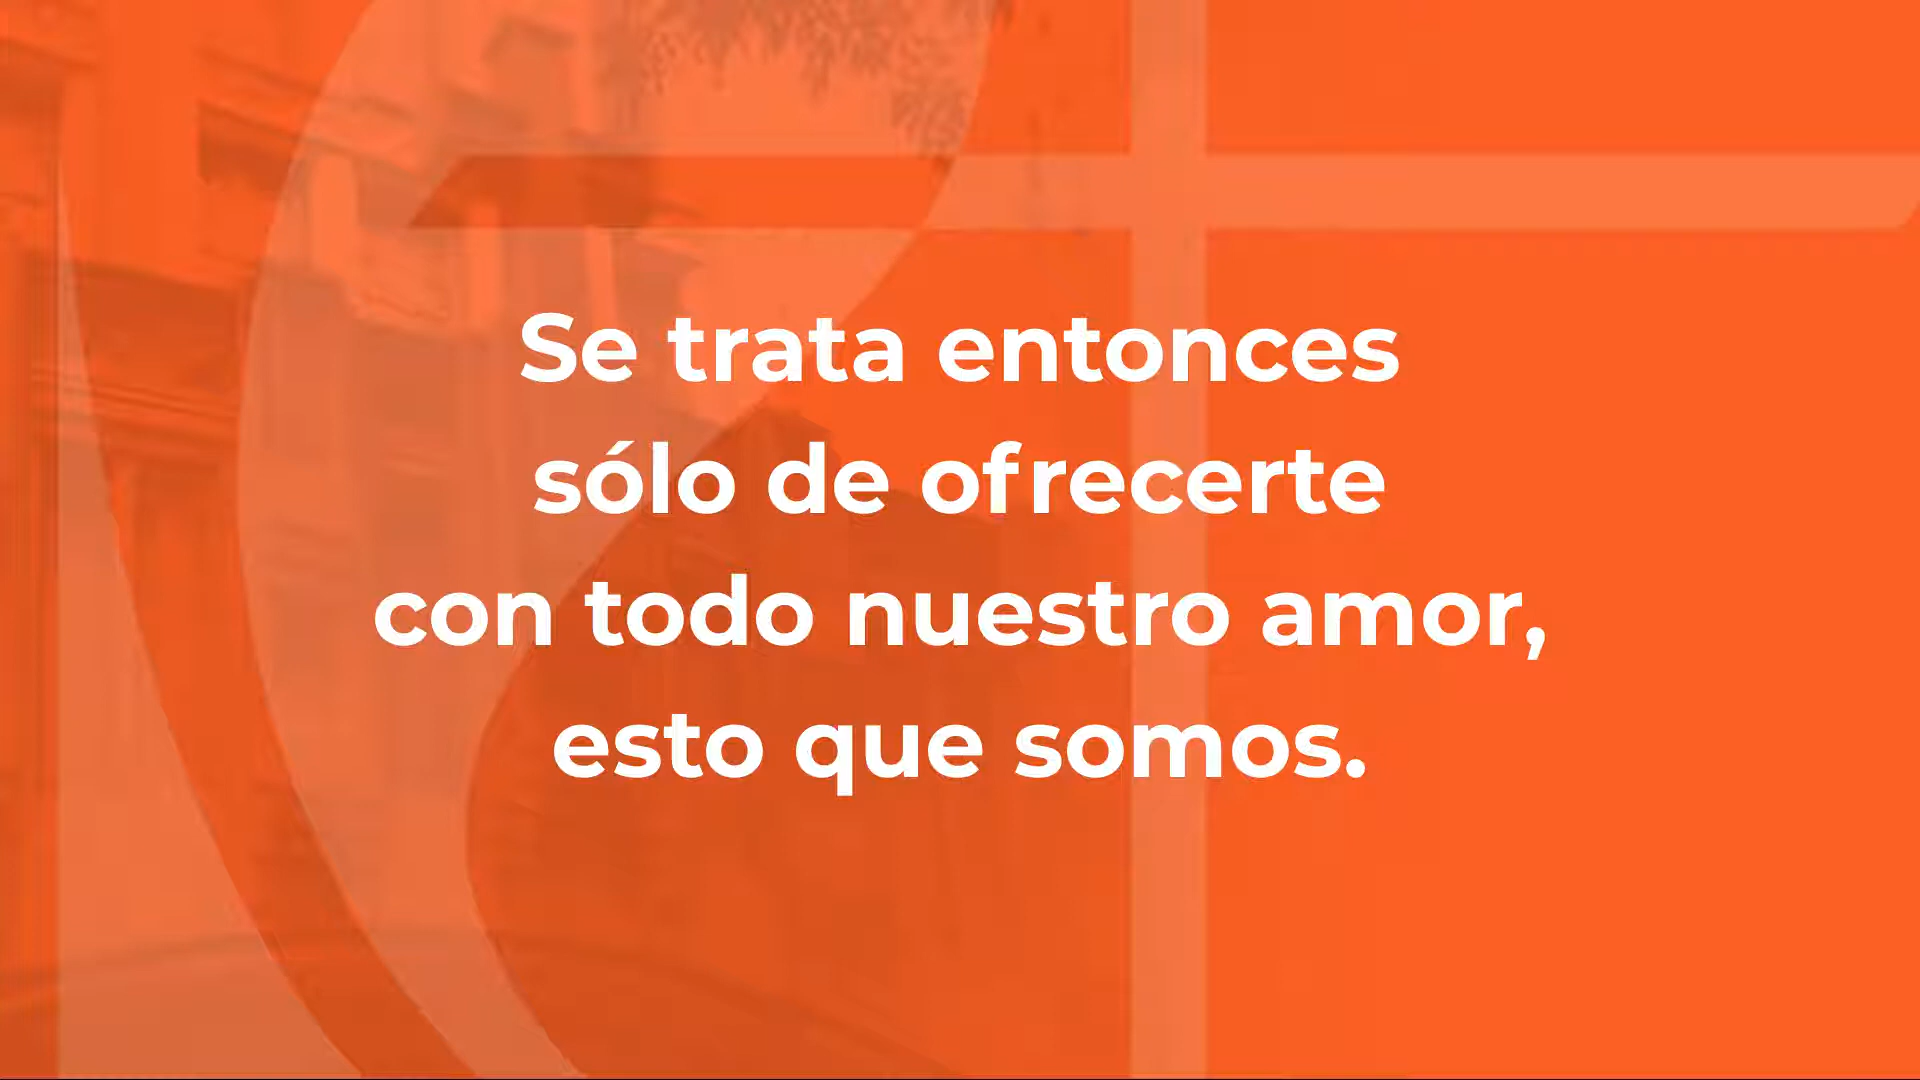 Se trata entonces
sólo de ofrecerte
con todo nuestro amor,
esto que somos.